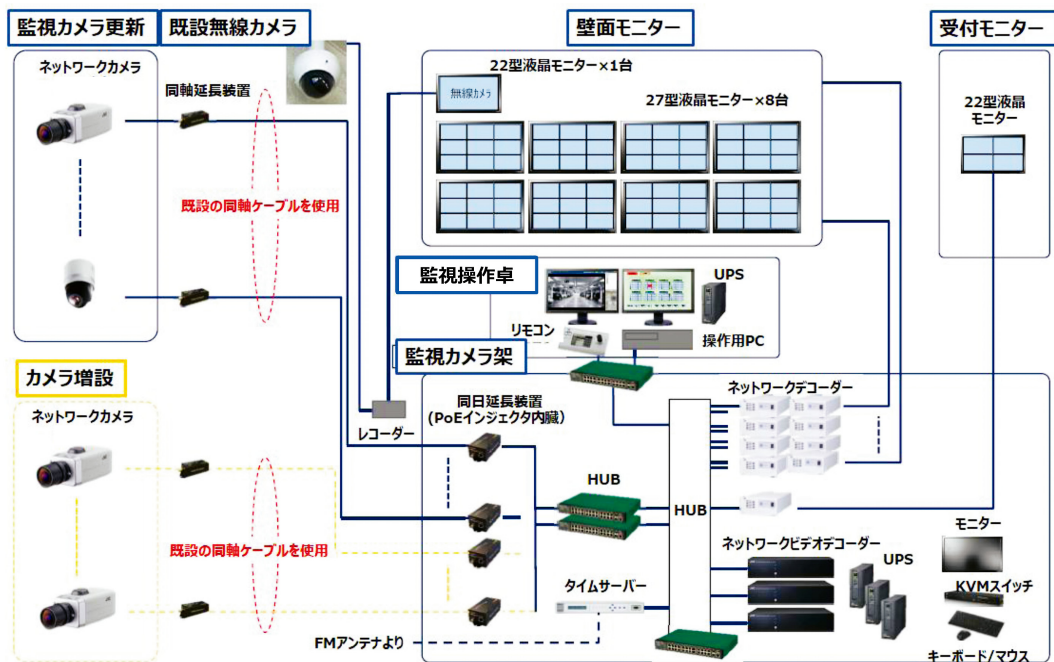 監視カメラ更新
既設無線カメラ
壁面モニター
受付モニター
ネットワークカメラ
同軸延長装置
22型液晶モニター×1台
無線カメラ
27型液晶モニター×8台
22型液晶
モニター
既設の同軸ケーブルを使用
監視操作卓
UPS
リモコン
操作用PC
監視カメラ架
カメラ増設
ネットワークカメラ
レコーダー
同日延長装置
(PoEインジェクタ内臓)
ネットワークデコーダー
HUB
HUB
既設の同軸ケーブルを使用
ネットワークビデオデコーダー
UPS
モニター
KVMスイッチ
タイムサーバー
FMアンテナより
キーボード/マウス